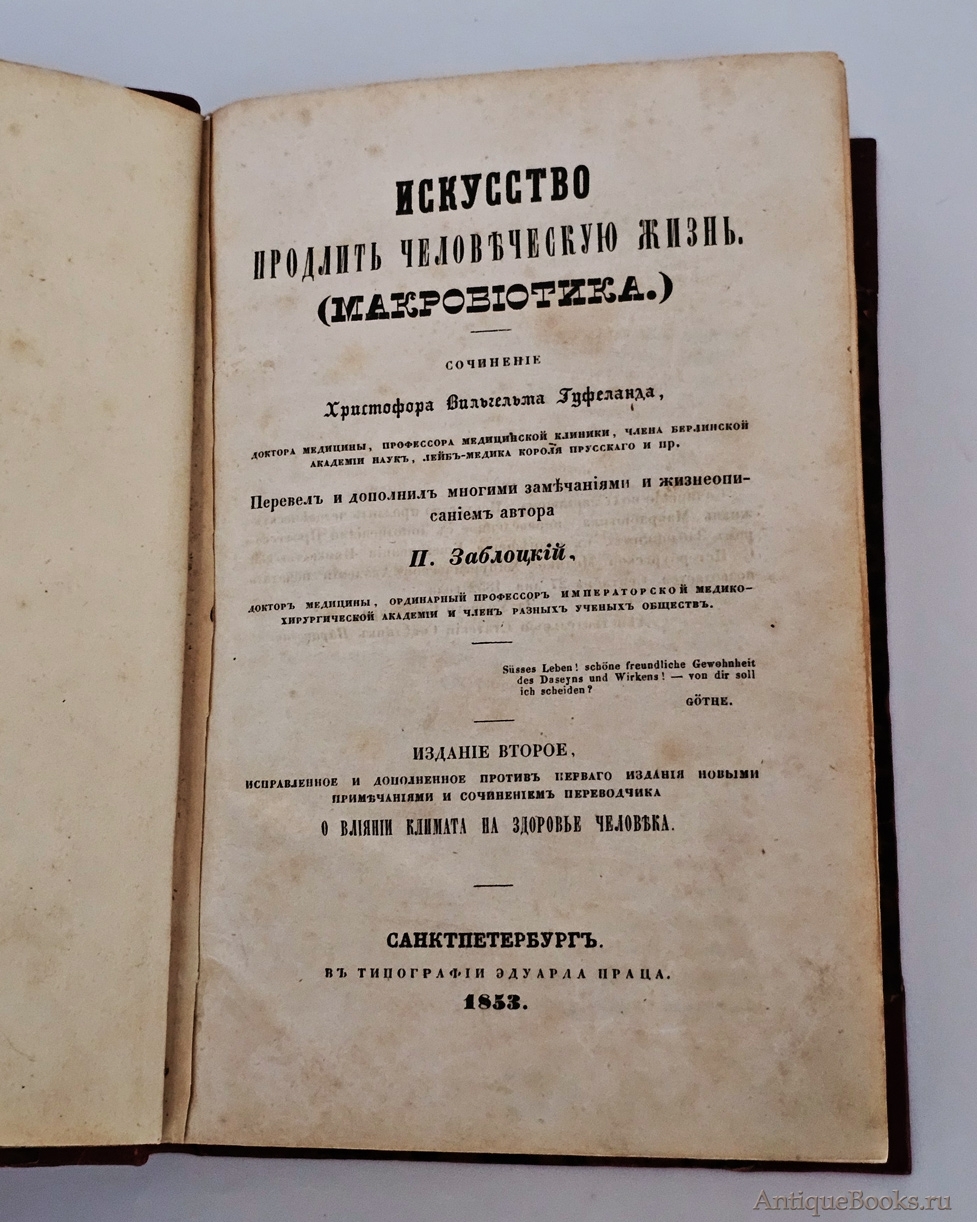 ИСКУССТВО
ПРОДЛИТЬ ЧЕЛОВѢЧЕСКУЮ ЖИЗНЬ.
(МАКРОБІОТИКА.)
СОЧИНЕНІЕ
Христофора Вильгельма Гуфеланда,
ДОКТОРА МЕДИЦИНЫ, ПРОФЕССОРА МЕДИЦИНСКОЙ КЛИНИКИ, ЧЛЕНА БЕРЛИНСКОЙ
АКАДЕМІИ НАУКЪ, ЛЕЙБЪ-МЕДИКА КОРОЛЯ ПРУССКАГО И ПР.
Перевелъ и дополнилъ многими замѣчаніями и жизнеопи-
саніемъ автора
П. Заблоцкій,
ДОКТОРЪ МЕДИЦИНЫ, ОРДИНАРНЫЙ ПРОФЕССОРЪ ИМПЕРАТОРСКОЙ МЕДИКО-
ХИРУРГИЧЕСКОЙ АКАДЕМІИ И ЧЛЕНЪ РАЗНЫХЪ УЧЕНЫХЪ ОБЩЕСТВЪ.
Süsses Leben! schöne freundliche Gewohnheit
des Daseyns und Wirkens! — von dir soll
ich scheiden?
GÖTHE.
ИЗДАНІЕ ВТОРОЕ,
ИСПРАВЛЕННОЕ И ДОПОЛНЕННОЕ ПРОТИВЪ ПЕРВАГО ИЗДАНІЯ НОВЫМИ
ПРИМѢЧАНІЯМИ И СОЧИНЕНІЕМЪ ПЕРЕВОДЧИКА
О ВЛІЯНІИ КЛИМАТА НА ЗДОРОВЬЕ ЧЕЛОВѢКА.
САНКТПЕТЕРБУРГЪ.
ВЪ ТИПОГРАФІИ ЭДУАРДА ПРАЦА.
1853.
AntiqueBooks.ru